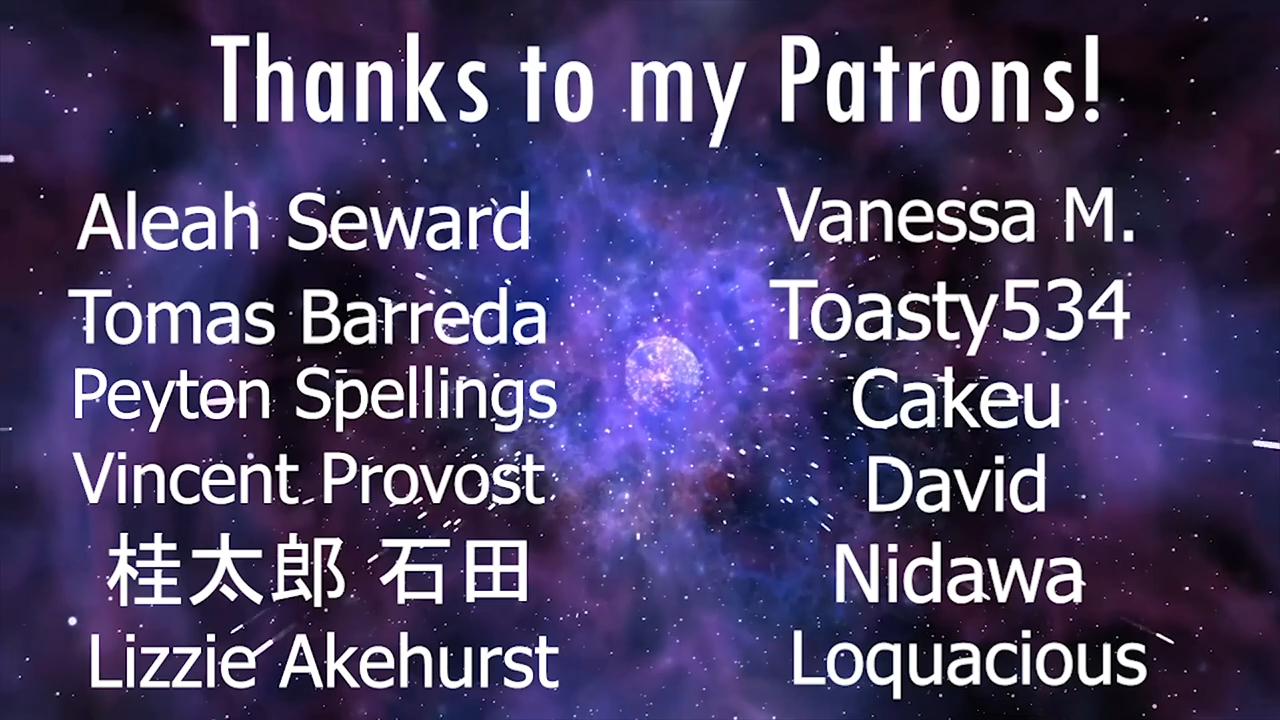 Thanks to my Patrons!
Aleah Seward
Tomas Barreda
Peyton Spellings
Vincent Provost
桂太郎 石田
Lizzie Akehurst
Vanessa M.
Toasty534
Cakeu
David
Nidawa
Loquacious